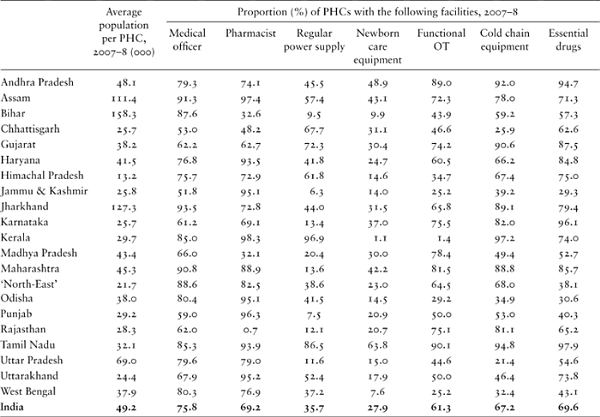 Average population per PHC, 2007–8 (000) Proportion (%) of PHCs with the following facilities, 2007–8
Medical officer Pharmacist Regular power supply Newborn care equipment Functional OT Cold chain equipment Essential drugs
Andhra Pradesh 48.1 79.3 74.1 45.5 48.9 89.0 92.0 94.7
Assam 111.4 91.3 97.4 57.4 43.1 72.3 78.0 71.3
Bihar 158.3 87.6 32.6 9.5 9.9 43.9 59.2 57.3
Chhattisgarh 25.7 53.0 48.2 67.7 31.1 46.6 25.9 62.6
Gujarat 38.2 62.2 62.7 72.3 30.4 74.2 90.6 87.5
Haryana 41.5 76.8 93.5 41.8 24.7 60.5 66.2 84.8
Himachal Pradesh 13.2 75.7 72.9 61.8 14.6 34.7 67.4 75.0
Jammu & Kashmir 25.8 51.8 95.1 6.3 14.0 25.2 39.2 29.3
Jharkhand 127.3 93.5 72.8 44.0 31.5 65.8 89.1 79.4
Karnataka 25.7 61.2 69.1 13.4 37.0 75.5 82.0 96.1
Kerala 29.7 85.0 98.3 96.9 1.1 1.4 97.2 74.0
Madhya Pradesh 43.4 66.0 32.1 20.4 30.0 78.4 49.4 52.7
Maharashtra 45.3 90.8 88.9 13.6 42.2 81.5 88.8 85.7
‘North-East’ 21.7 88.6 82.5 38.6 23.0 64.5 68.0 38.1
Odisha 38.0 80.4 95.1 41.5 14.5 29.2 34.9 30.6
Punjab 29.2 59.0 96.3 7.5 20.9 50.0 53.0 40.3
Rajasthan 28.3 62.0 0.7 12.1 20.7 75.1 81.1 65.2
Tamil Nadu 32.1 85.3 93.9 86.5 63.8 90.1 94.8 97.9
Uttar Pradesh 69.0 79.6 79.0 11.6 15.0 44.6 21.4 54.6
Uttarakhand 24.4 67.9 95.2 52.4 17.9 50.0 46.4 73.8
West Bengal 37.9 80.3 76.9 37.2 7.6 25.2 32.4 43.1
India 49.2 75.8 69.2 35.7 27.9 61.3 67.2 69.6